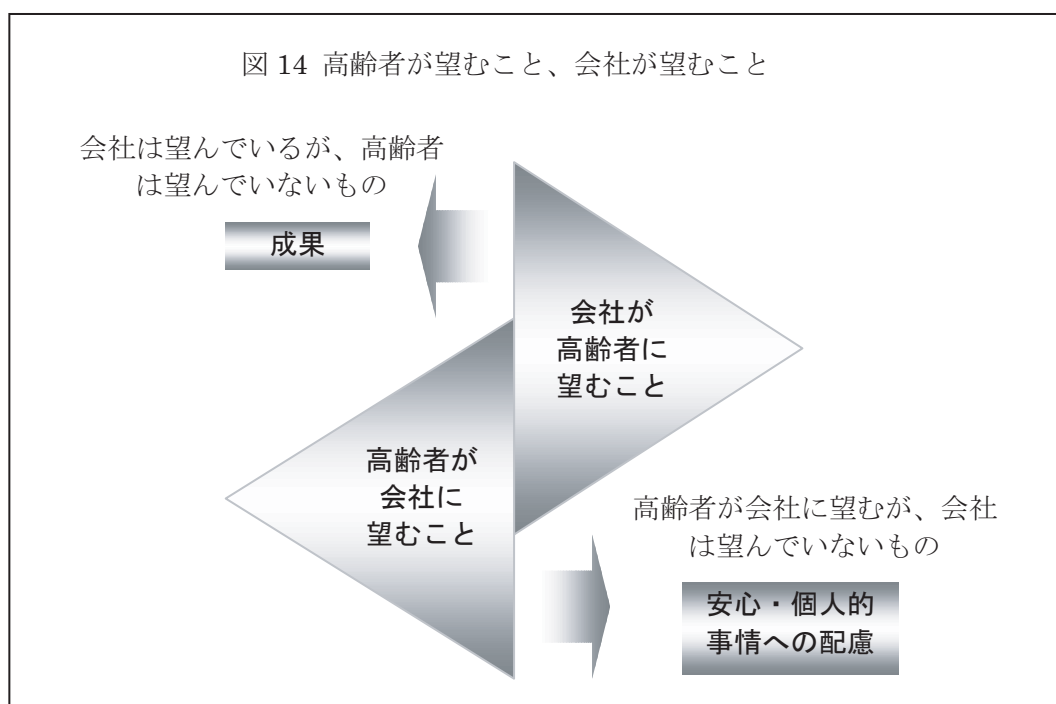 図 14 高齢者が望むこと、会社が望むこと
会社は望んでいるが、高齢者
は望んでいないもの
成果
会社が
高齢者に
望むこと
高齢者が
会社に
望むこと
高齢者が会社に望むが、会社
は望んでいないもの
安心・個人的
事情への配慮